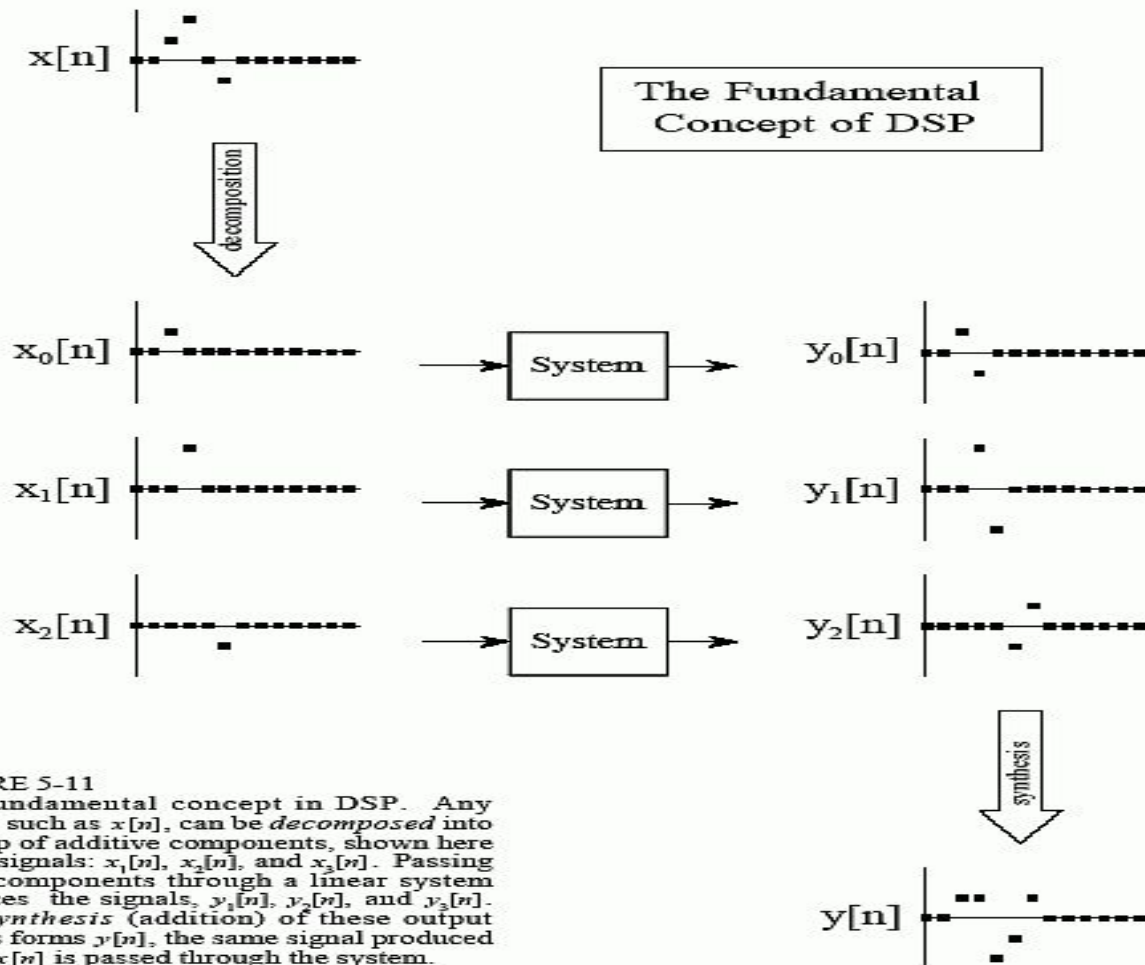 x[n]
The Fundamental
Concept of DSP
decomposition
x₀[n]
System
y₀[n]
x₁[n]
System
y₁[n]
x₂[n]
System
y₂[n]
synthesis
RE 5-11
undamental concept in DSP. Any
such as x[n], can be decomposed into
p of additive components, shown here
signals: x₁[n], x₂[n], and x₃[n]. Passing
components through a linear system
ces the signals, y₁[n], y₂[n], and y₃[n].
ynthesis (addition) of these output
s forms y[n], the same signal produced
x[n] is passed through the system.
y[n]